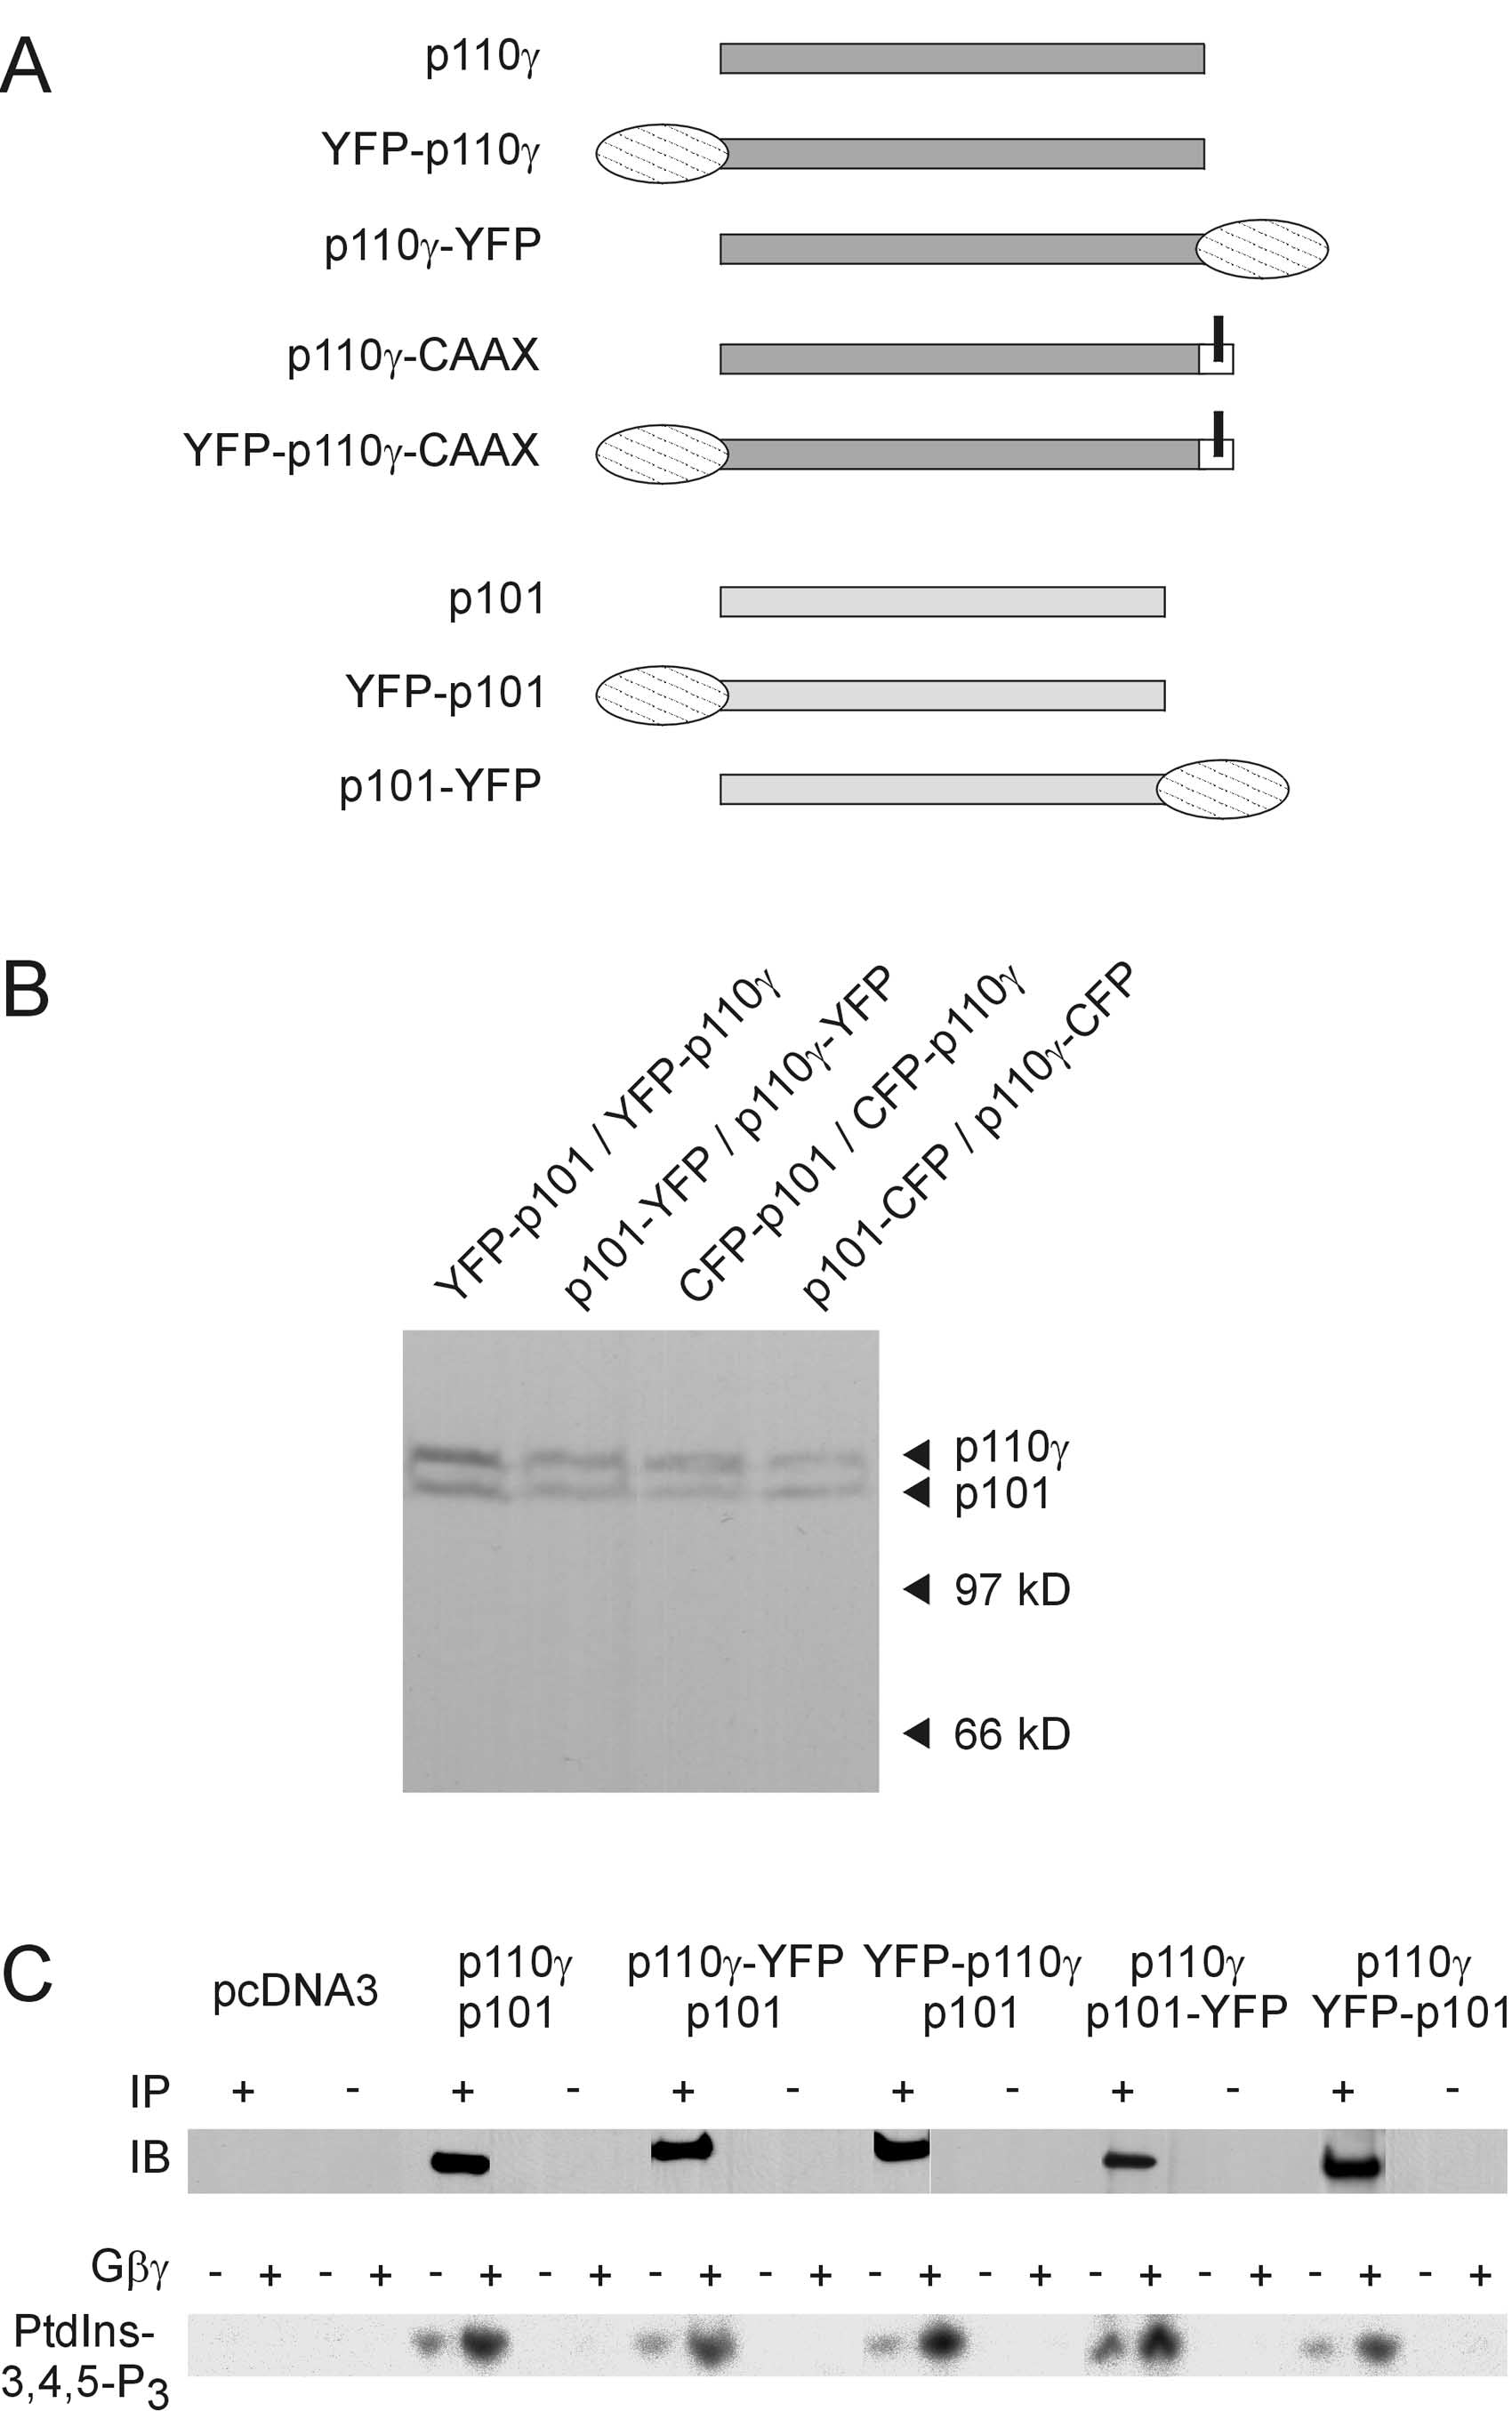 A
p110γ
YFP-p110γ
p110γ-YFP
p110γ-CAAX
YFP-p110γ-CAAX
p101
YFP-p101
p101-YFP
B
YFP-p101 / YFP-p110γ
p101-YFP / p110γ-YFP
CFP-p101 / CFP-p110γ
p101-CFP / p110γ-CFP
p110γ
p101
97 kD
66 kD
C
pcDNA3
p110γ
p101
p110γ-YFP
p101
YFP-p110γ
p101
p110γ
p101-YFP
p110γ
YFP-p101
IP + - + - + - + - + - + -
IB
Gβγ - + - + - + - + - + - + - + - + - + - + - + - +
PtdIns-
3,4,5-P3